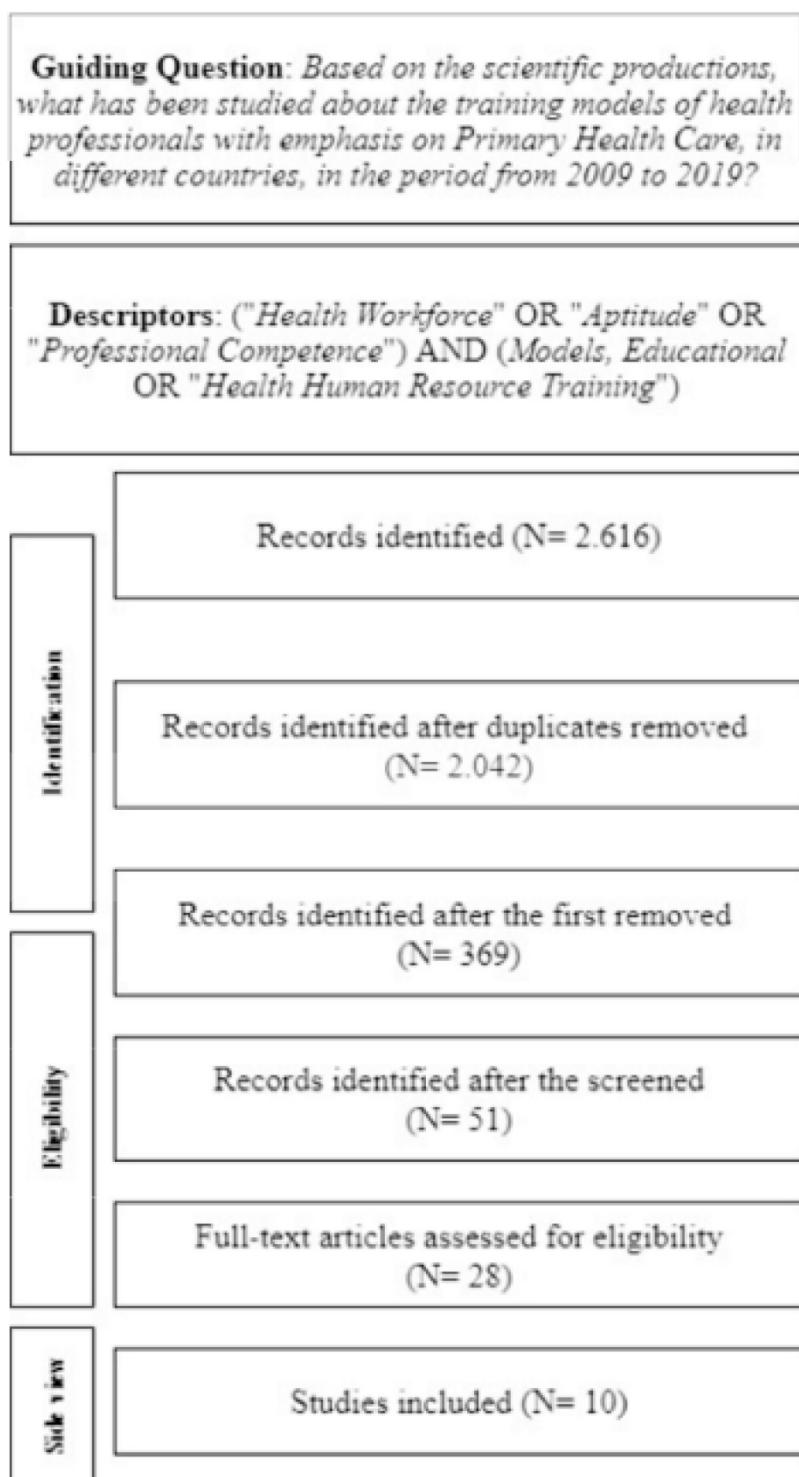 Guiding Question: Based on the scientific productions,
what has been studied about the training models of health
professionals with emphasis on Primary Health Care, in
different countries, in the period from 2009 to 2019?
Descriptors: ("Health Workforce" OR "Aptitude" OR
"Professional Competence") AND (Models, Educational
OR "Health Human Resource Training")
Identification
Records identified (N= 2.616)
Records identified after duplicates removed
(N= 2.042)
Records identified after the first removed
(N= 369)
Eligibility
Records identified after the screened
(N= 51)
Full-text articles assessed for eligibility
(N= 28)
Side view
Studies included (N= 10)